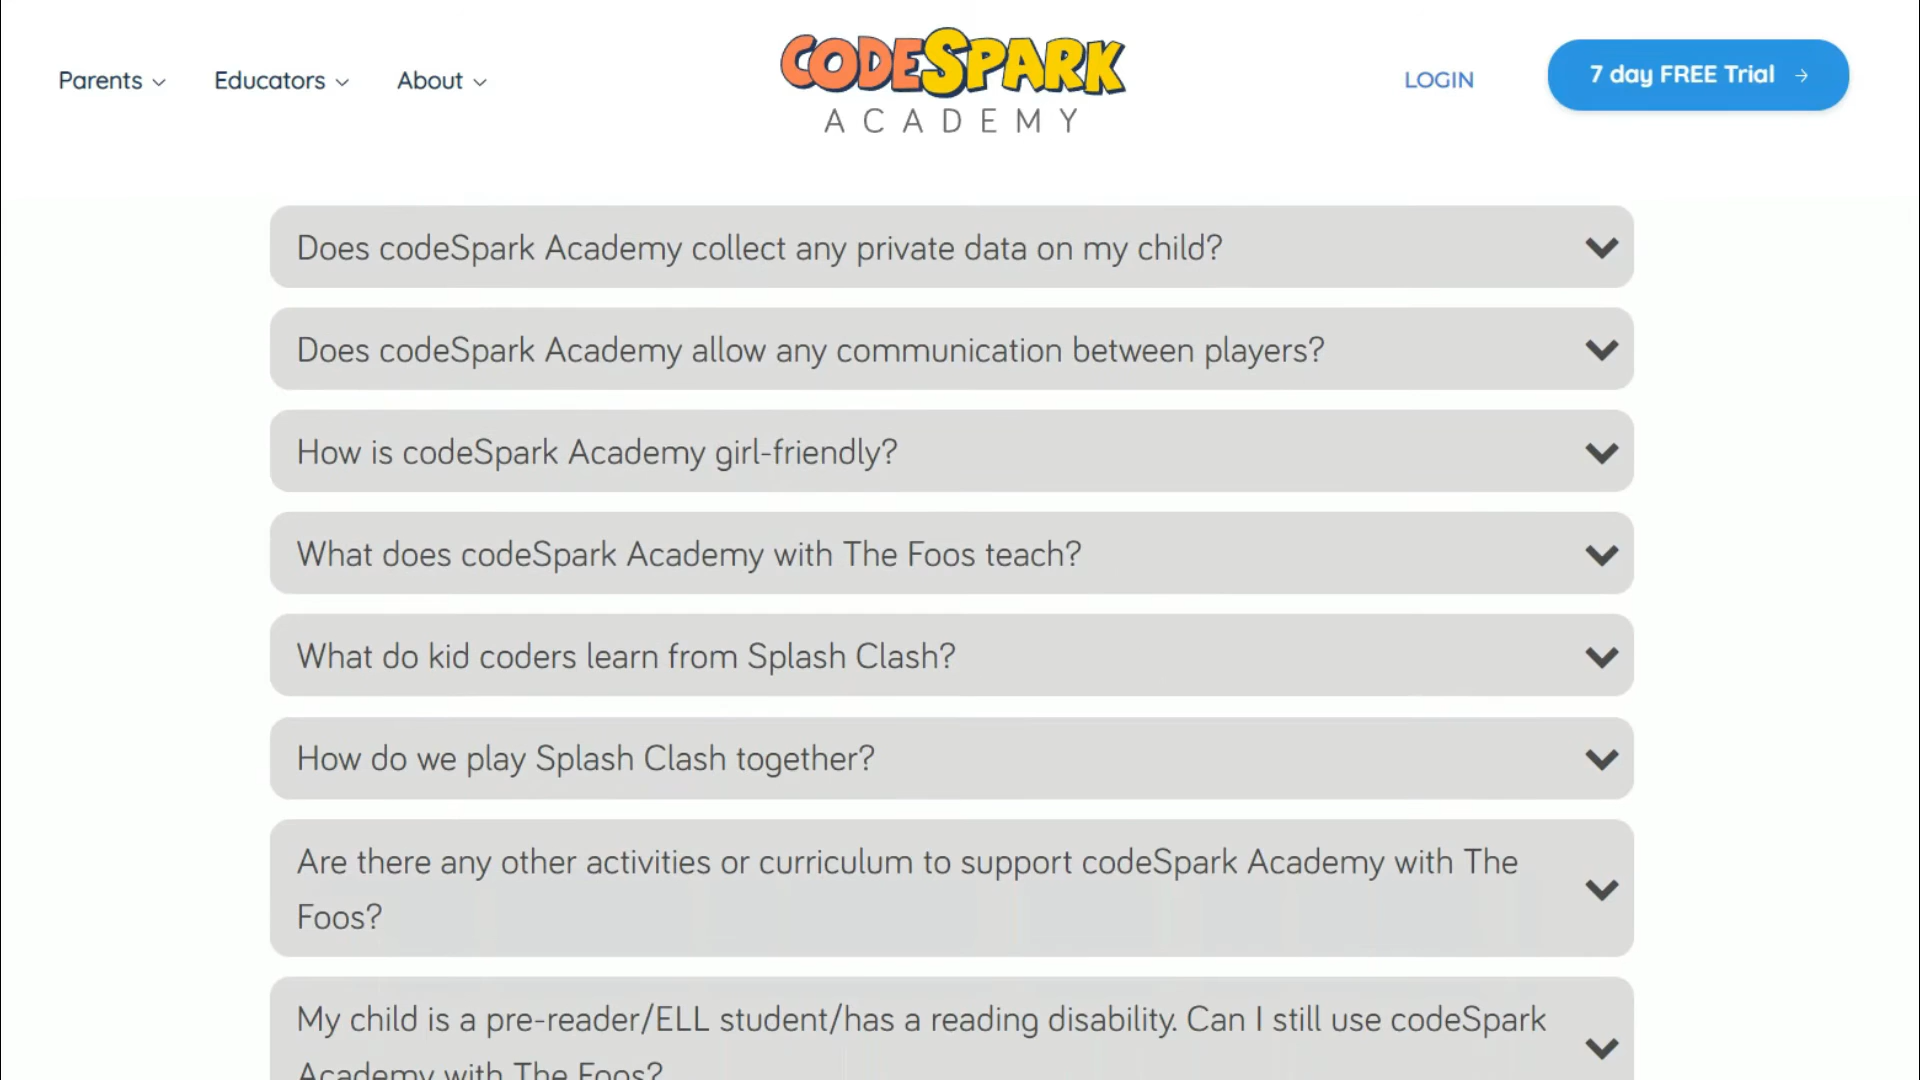 Parents
Educators
About
CODESPARK
ACADEMY
LOGIN
7 day FREE Trial
Does codeSpark Academy collect any private data on my child?
Does codeSpark Academy allow any communication between players?
How is codeSpark Academy girl-friendly?
What does codeSpark Academy with The Foos teach?
What do kid coders learn from Splash Clash?
How do we play Splash Clash together?
Are there any other activities or curriculum to support codeSpark Academy with The
Foos?
My child is a pre-reader/ELL student/has a reading disability. Can I still use codeSpark
Academy with The Foos?